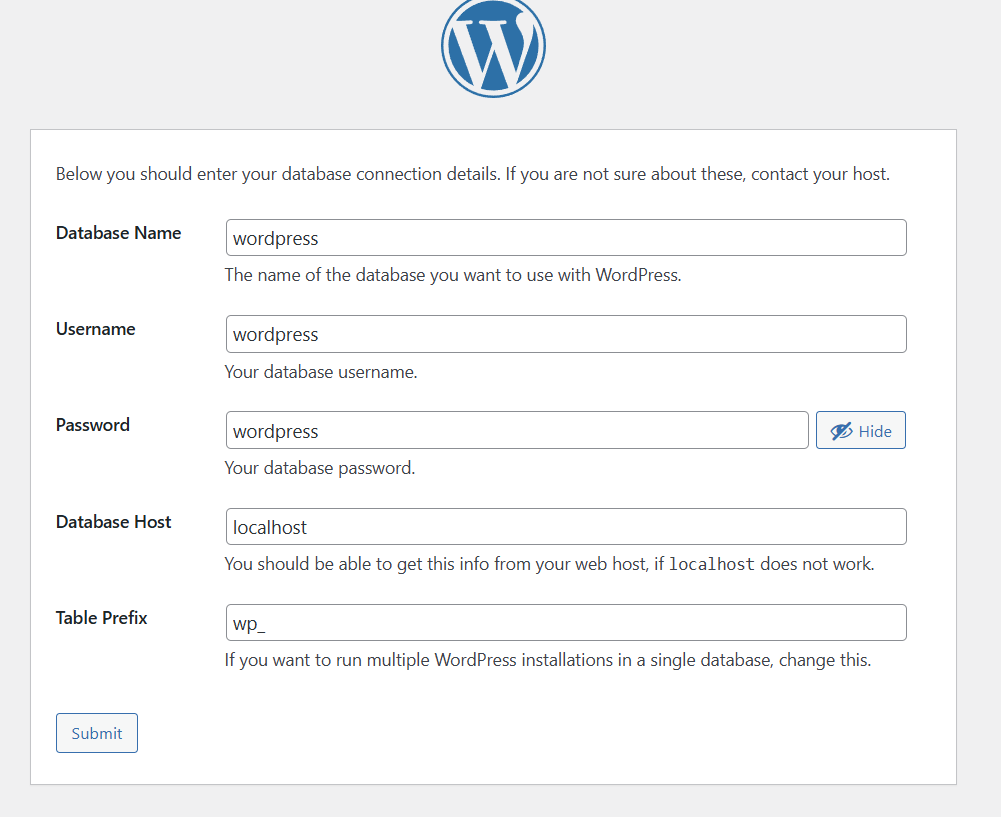 Below you should enter your database connection details. If you are not sure about these, contact your host.
Database Name
wordpress
The name of the database you want to use with WordPress.
Username
wordpress
Your database username.
Password
wordpress
Hide
Your database password.
Database Host
localhost
You should be able to get this info from your web host, if localhost does not work.
Table Prefix
wp_
If you want to run multiple WordPress installations in a single database, change this.
Submit